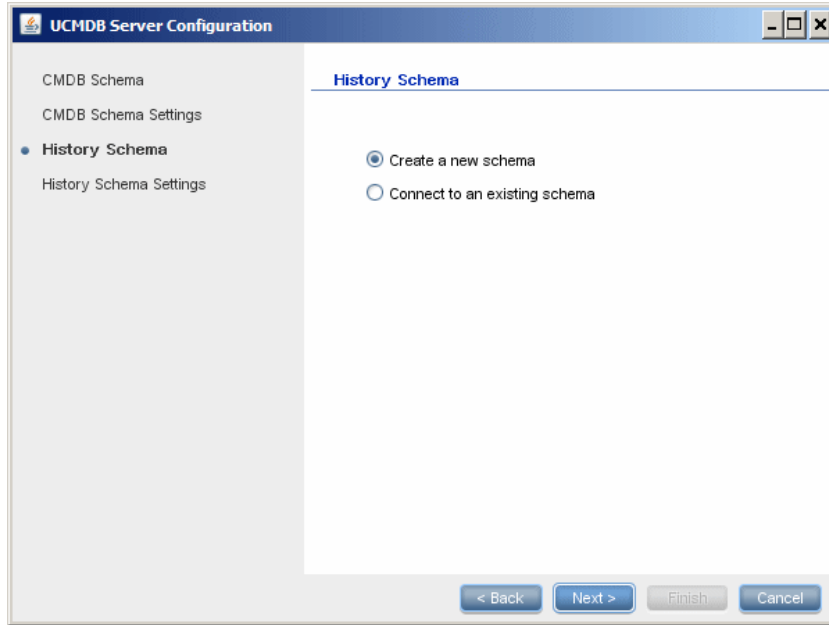 UCMDB Server Configuration
CMDB Schema
CMDB Schema Settings
History Schema
History Schema Settings
History Schema
Create a new schema
Connect to an existing schema
< Back
Next >
Finish
Cancel